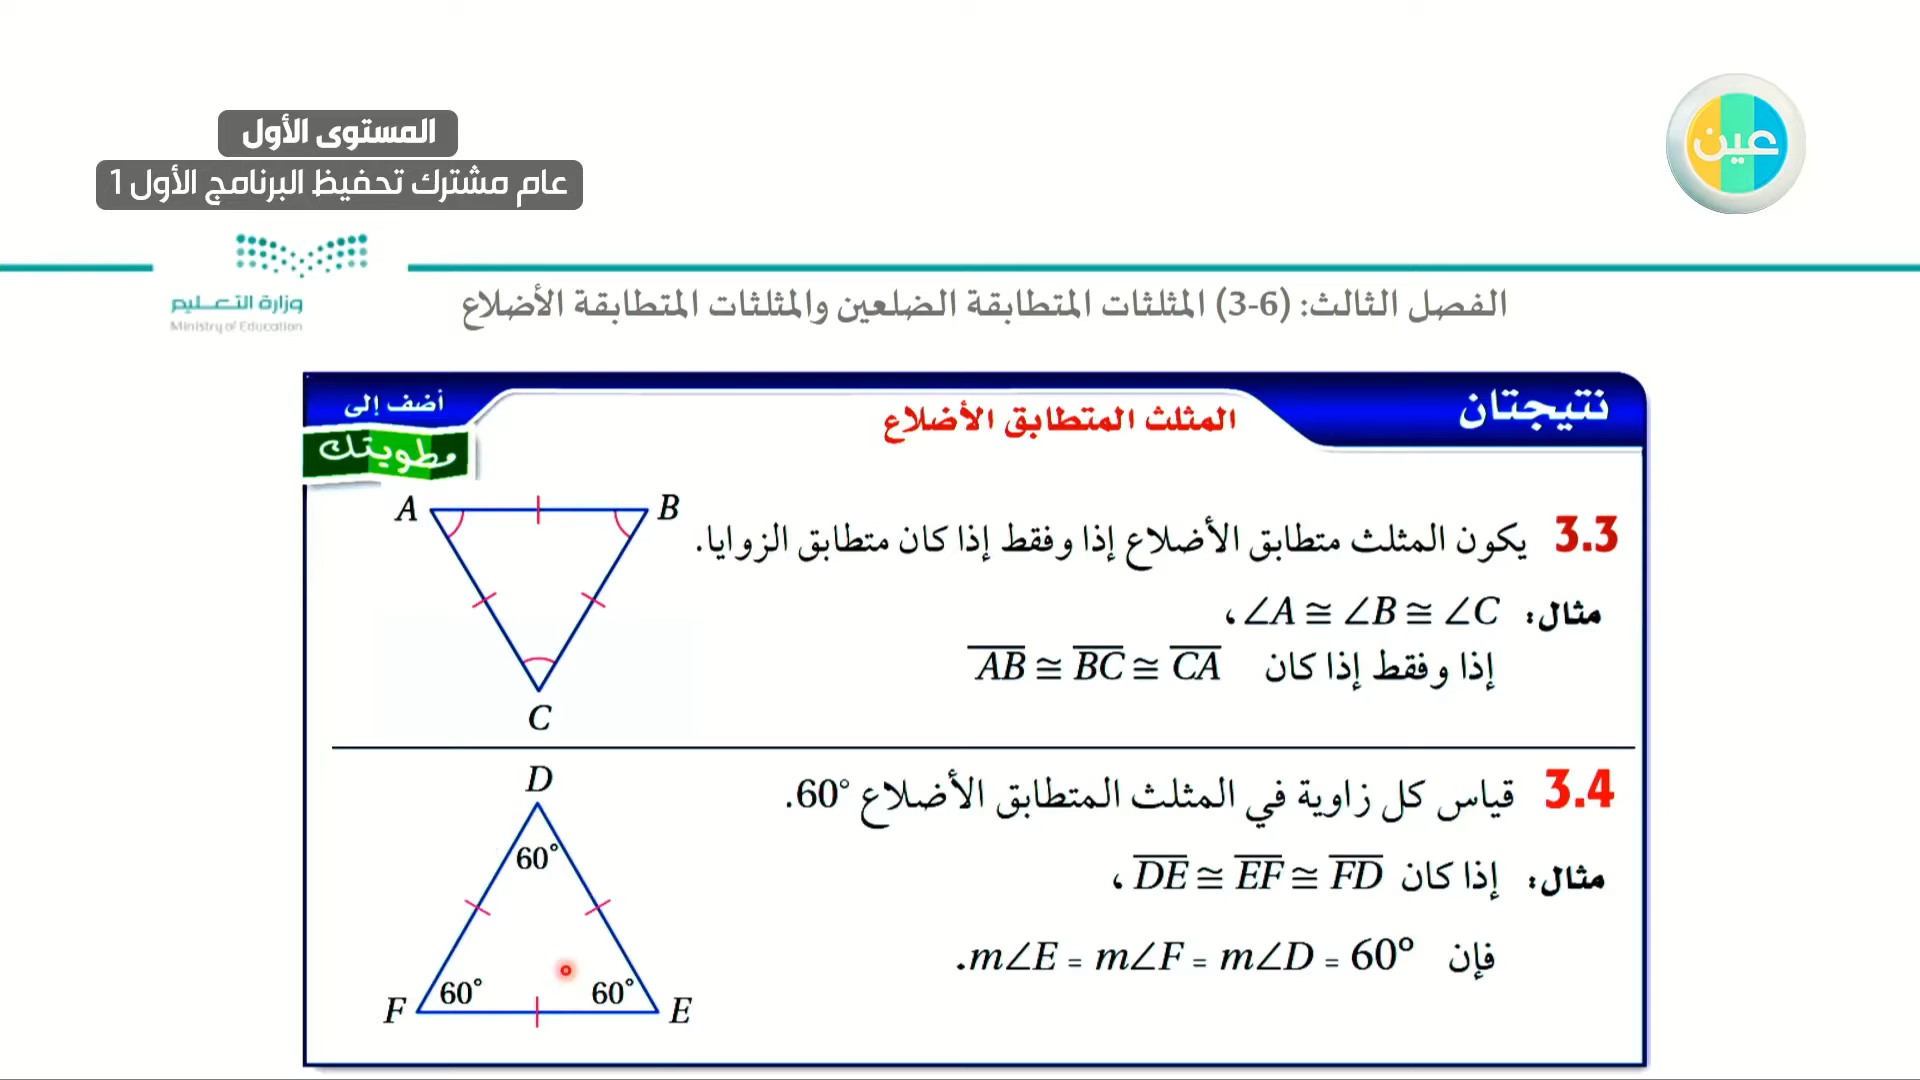 المستوى الأول
عام مشترك تحفيظ البرنامج الأول 1
عين
وزارة التعـــليم
Ministry of Education
الفصل الثالث: (6-3) المثلثات المتطابقة الضلعين والمثلثات المتطابقة الأضلاع
نتيجتان
المثلث المتطابق الأضلاع
أضف إلى
مطويتك
3.3 يكون المثلث متطابق الأضلاع إذا وفقط إذا كان متطابق الزوايا.
مثال: ∠A ≅ ∠B ≅ ∠C ،
إذا وفقط إذا كان AB ≅ BC ≅ CA
A
B
C
3.4 قياس كل زاوية في المثلث المتطابق الأضلاع 60°.
مثال: إذا كان DE ≅ EF ≅ FD ،
فإن m∠E = m∠F = m∠D = 60°.
D
60°
F
60°
60°
E